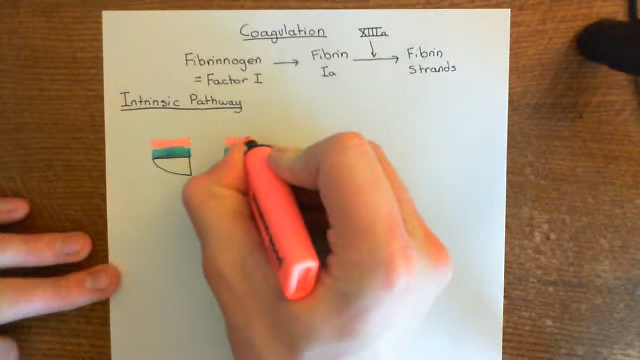 Coagulation
XIIIa
Fibrinnogen → Fibrin → Fibrin
= Factor I Ia Strands
Intrinsic Pathway